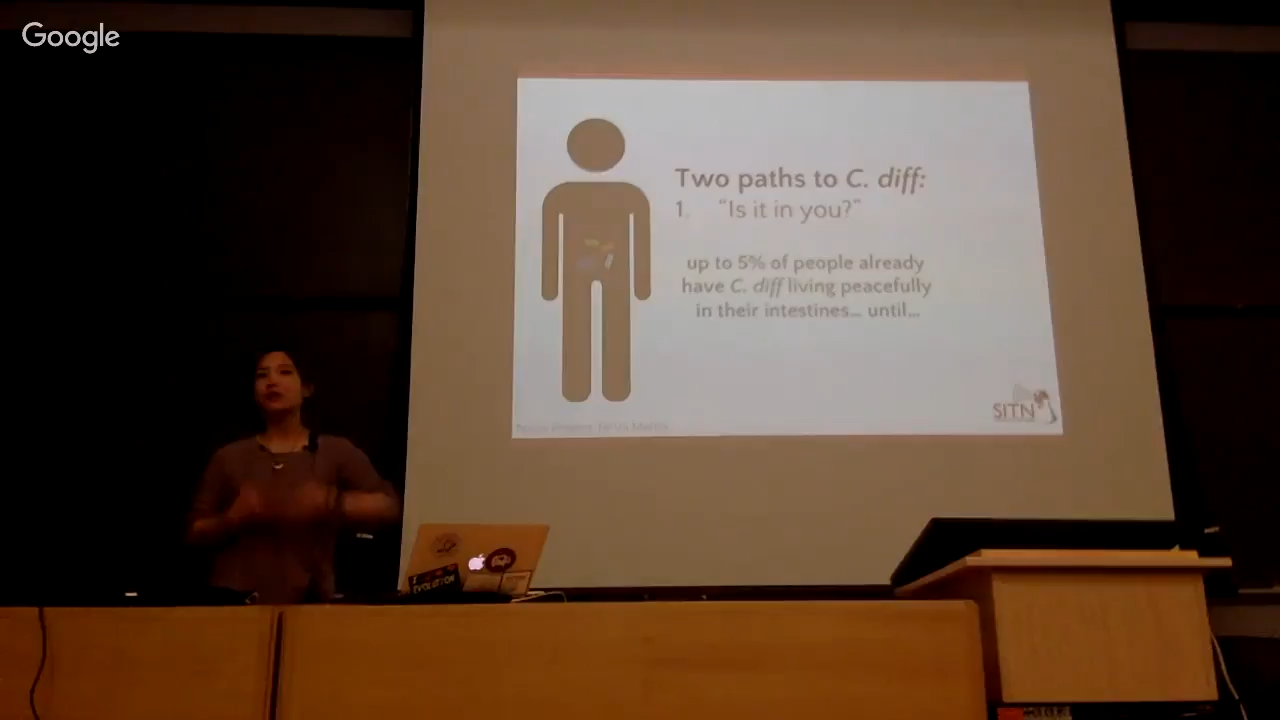 Google
Two paths to C. diff:
1. “Is it in you?”
up to 5% of people already
have C. diff living peacefully
in their intestines... until...
SITN
EVOLUTION